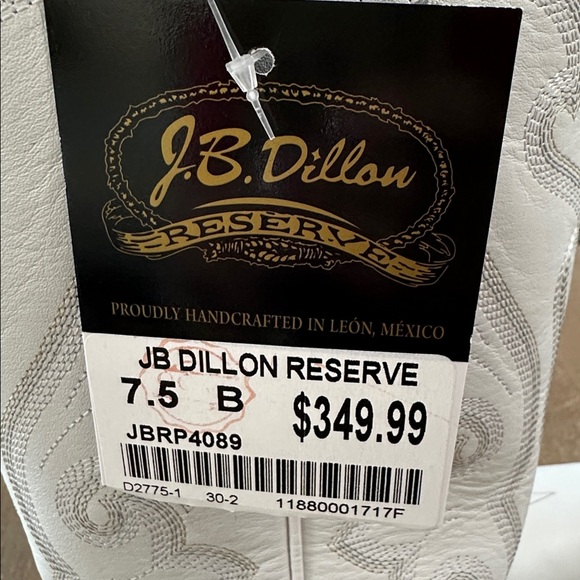 J.B. Dillon
RESERVE
PROUDLY HANDCRAFTED IN LEÓN, MÉXICO
JB DILLON RESERVE
7.5 B $349.99
JBRP4089
D2775-1 30-2 11880001717F